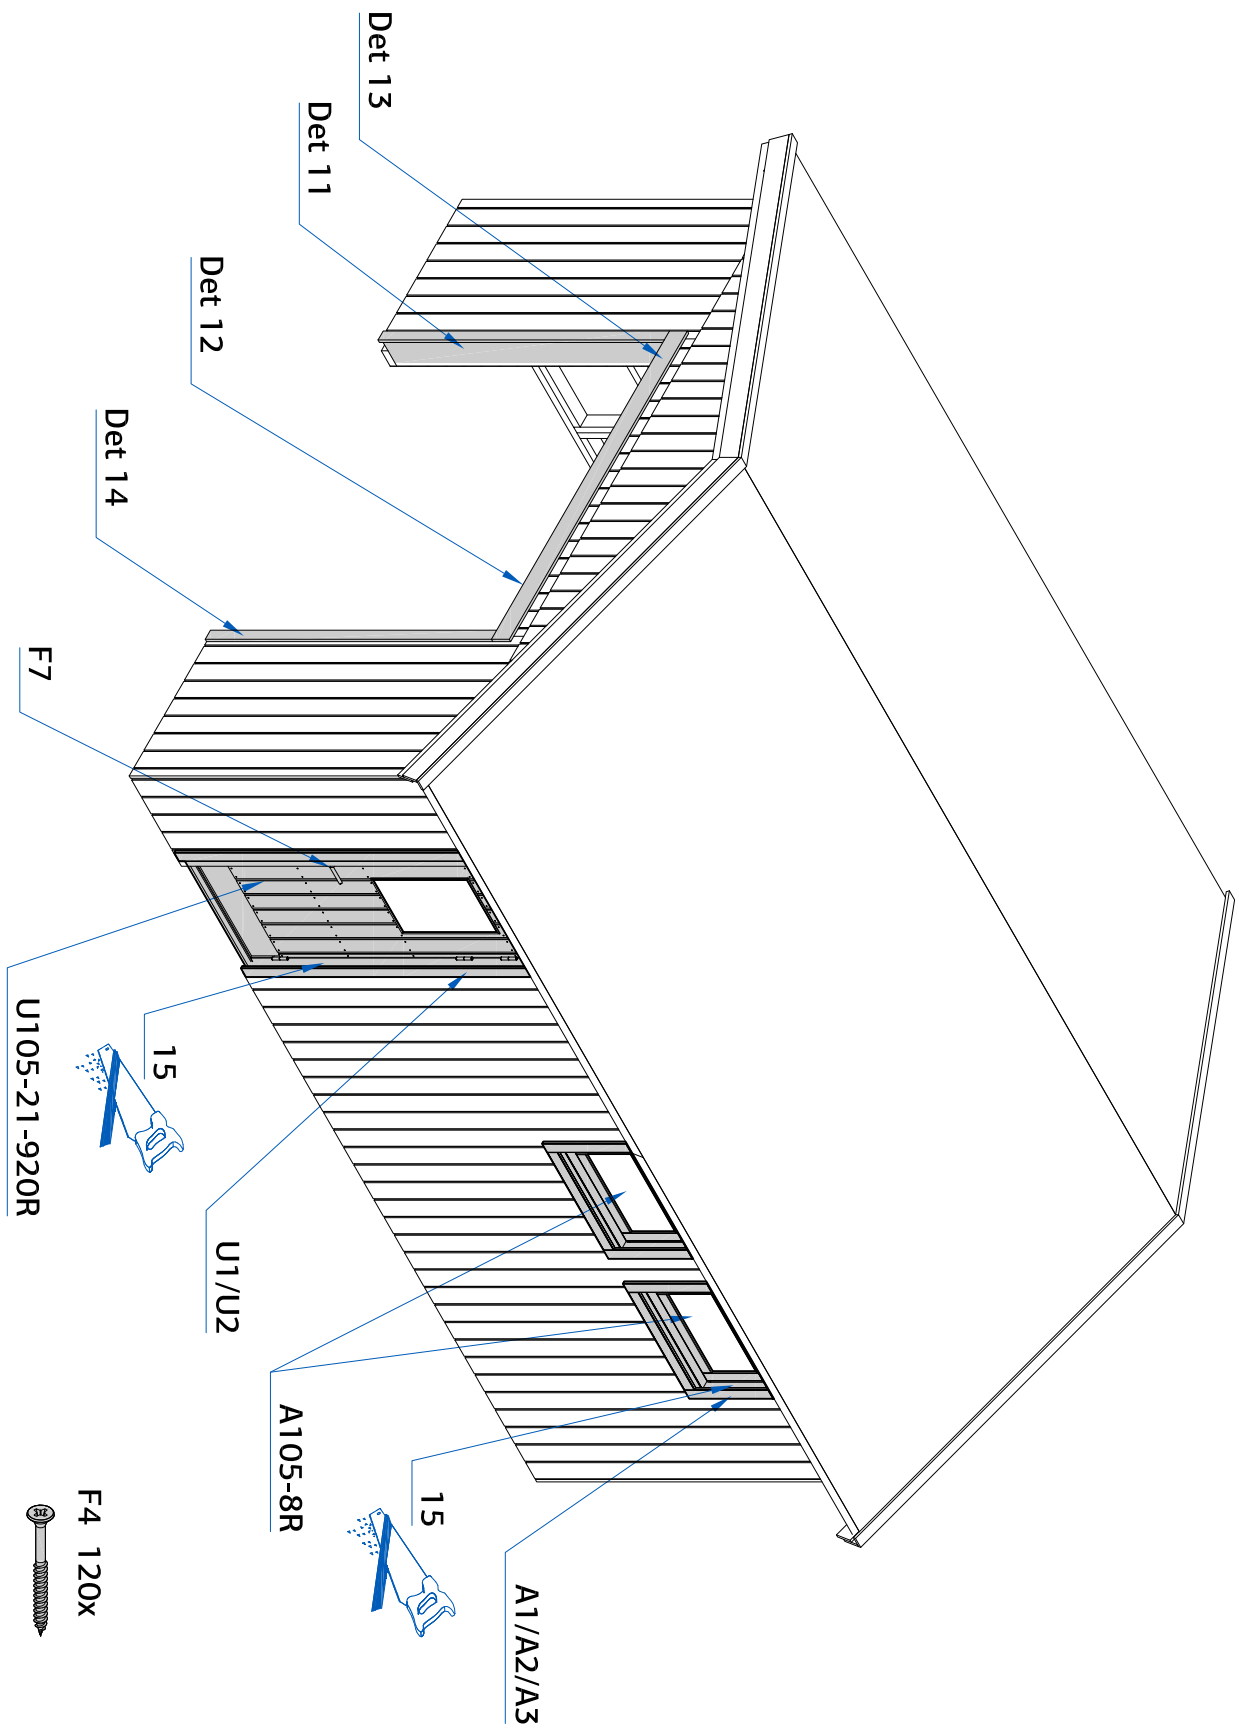 Det 13
Det 11
Det 12
Det 14
F7
U105-21-920R
15
U1/U2
A105-8R
15
A1/A2/A3
F4 120x